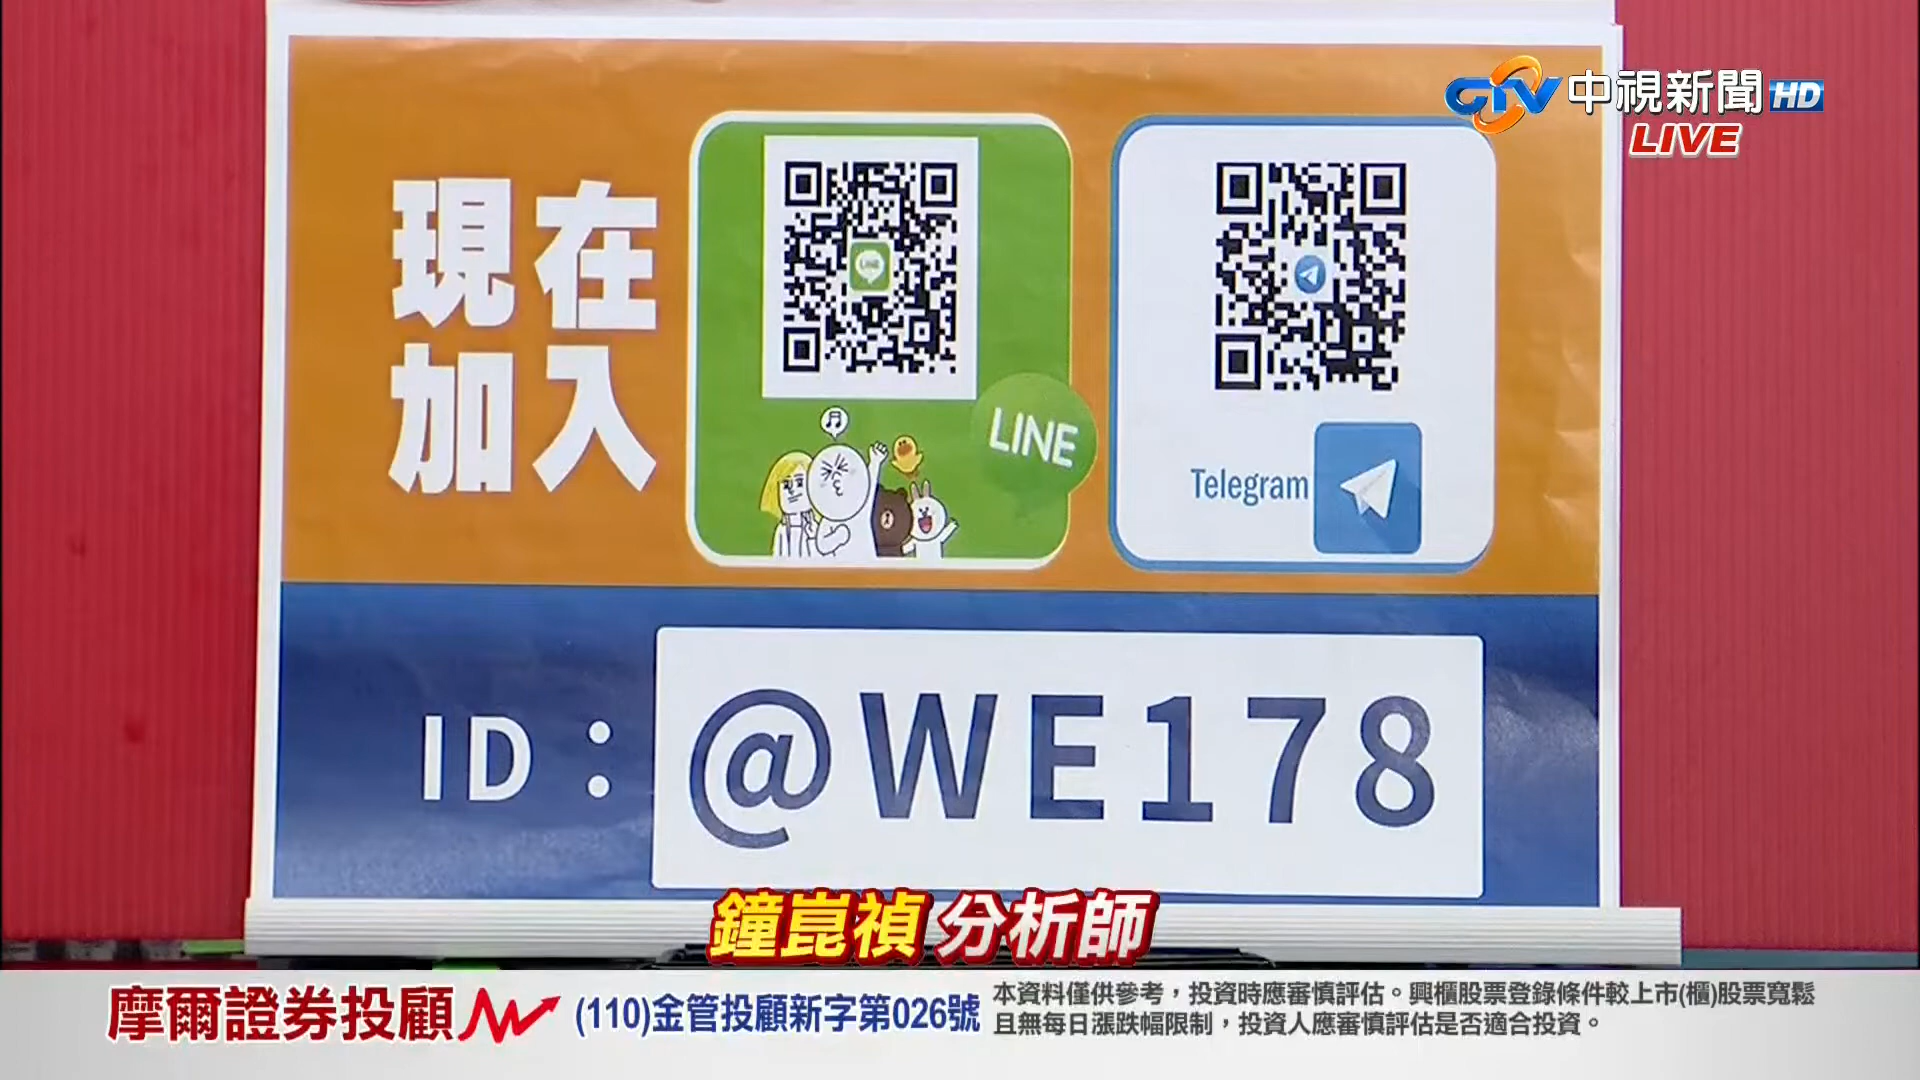 CTV中視新聞HD
LIVE
現在
加入
LINE
LINE
Telegram
ID：@WE178
鐘崑禎 分析師
摩爾證券投顧
(110)金管投顧新字第026號
本資料僅供參考，投資時應審慎評估。興櫃股票登錄條件較上市(櫃)股票寬鬆
且無每日漲跌幅限制，投資人應審慎評估是否適合投資。